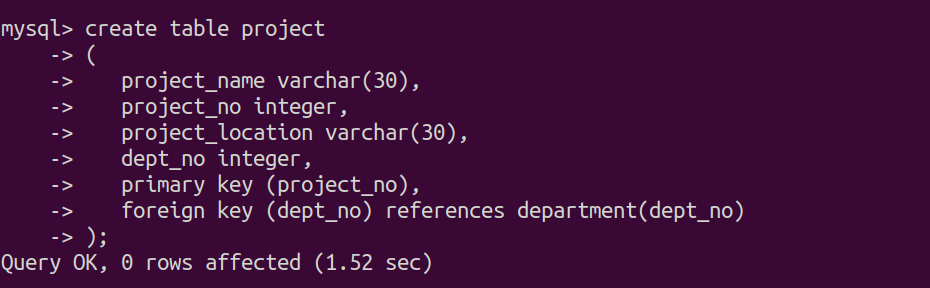 mysql> create table project
    -> (
    ->    project_name varchar(30),
    ->    project_no integer,
    ->    project_location varchar(30),
    ->    dept_no integer,
    ->    primary key (project_no),
    ->    foreign key (dept_no) references department(dept_no)
    -> );
Query OK, 0 rows affected (1.52 sec)